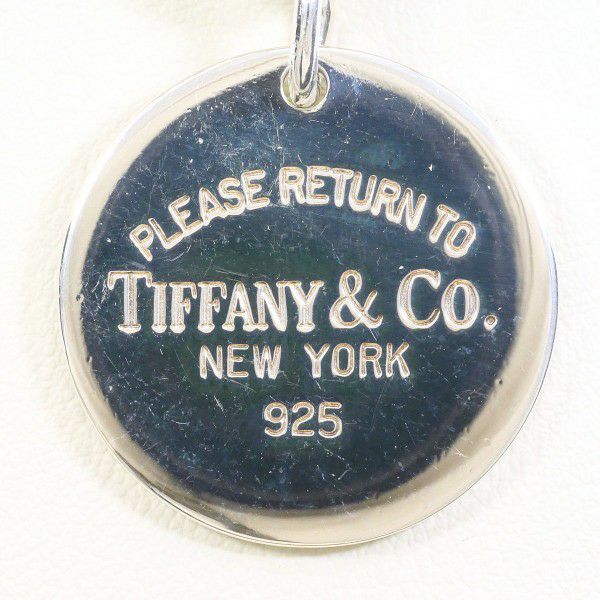 PLEASE RETURN TO
TIFFANY & CO.
NEW YORK
925